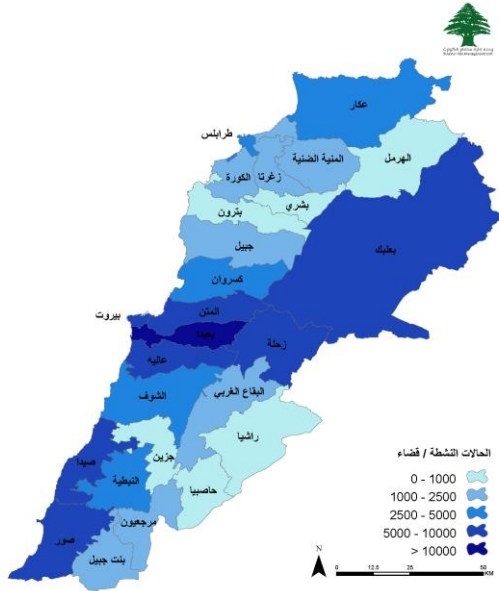 عكار
طرابلس
المنية الضنية
الهرمل
زغرتا
الكورة
بشري
بترون
جبيل
بعلبك
كسروان
المتن
بيروت
بعبدا
زحلة
عاليه
البقاع الغربي
الشوف
راشيا
صيدا
جزين
النبطية
حاصبيا
مرجعيون
صور
بنت جبيل
الحالات النشطة / قضاء
0 - 1000
1000 - 2500
2500 - 5000
5000 - 10000
> 10000
N
0 12.5 25 50
KM